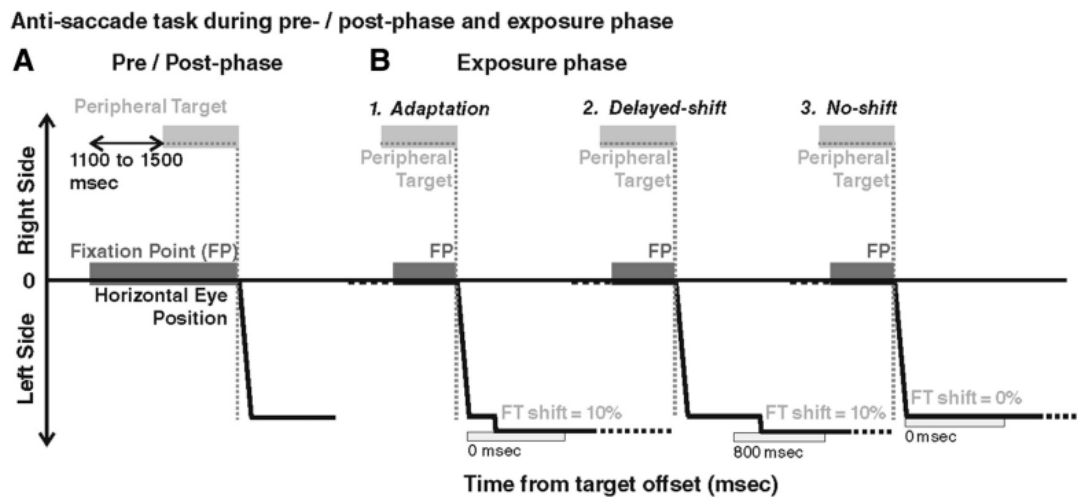 Anti-saccade task during pre- / post-phase and exposure phase
A
Pre / Post-phase
B
Exposure phase
Peripheral Target
1100 to 1500
msec
Right Side
Fixation Point (FP)
0
Horizontal Eye
Position
Left Side
1. Adaptation
Peripheral
Target
FP
FT shift = 10%
0 msec
2. Delayed-shift
Peripheral
Target
FP
FT shift = 10%
800 msec
3. No-shift
Peripheral
Target
FP
FT shift = 0%
0 msec
Time from target offset (msec)